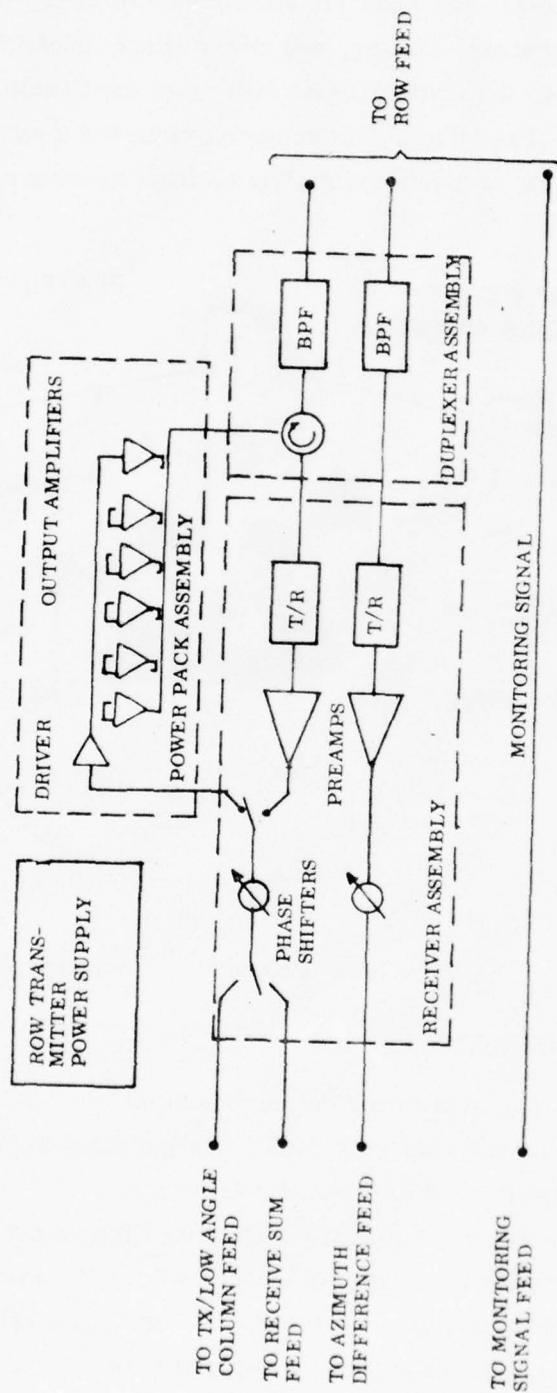 ROW TRANS-
MITTER
POWER SUPPLY
DRIVER
OUTPUT AMPLIFIERS
POWER PACK ASSEMBLY
TO TX/LOW ANGLE
COLUMN FEED
TO RECEIVE SUM
FEED
TO AZIMUTH
DIFFERENCE FEED
TO MONITORING
SIGNAL FEED
PHASE
SHIFTERS
PREAMPS
T/R
T/R
RECEIVER ASSEMBLY
BPF
BPF
DUPLEXER ASSEMBLY
TO
ROW FEED
MONITORING SIGNAL